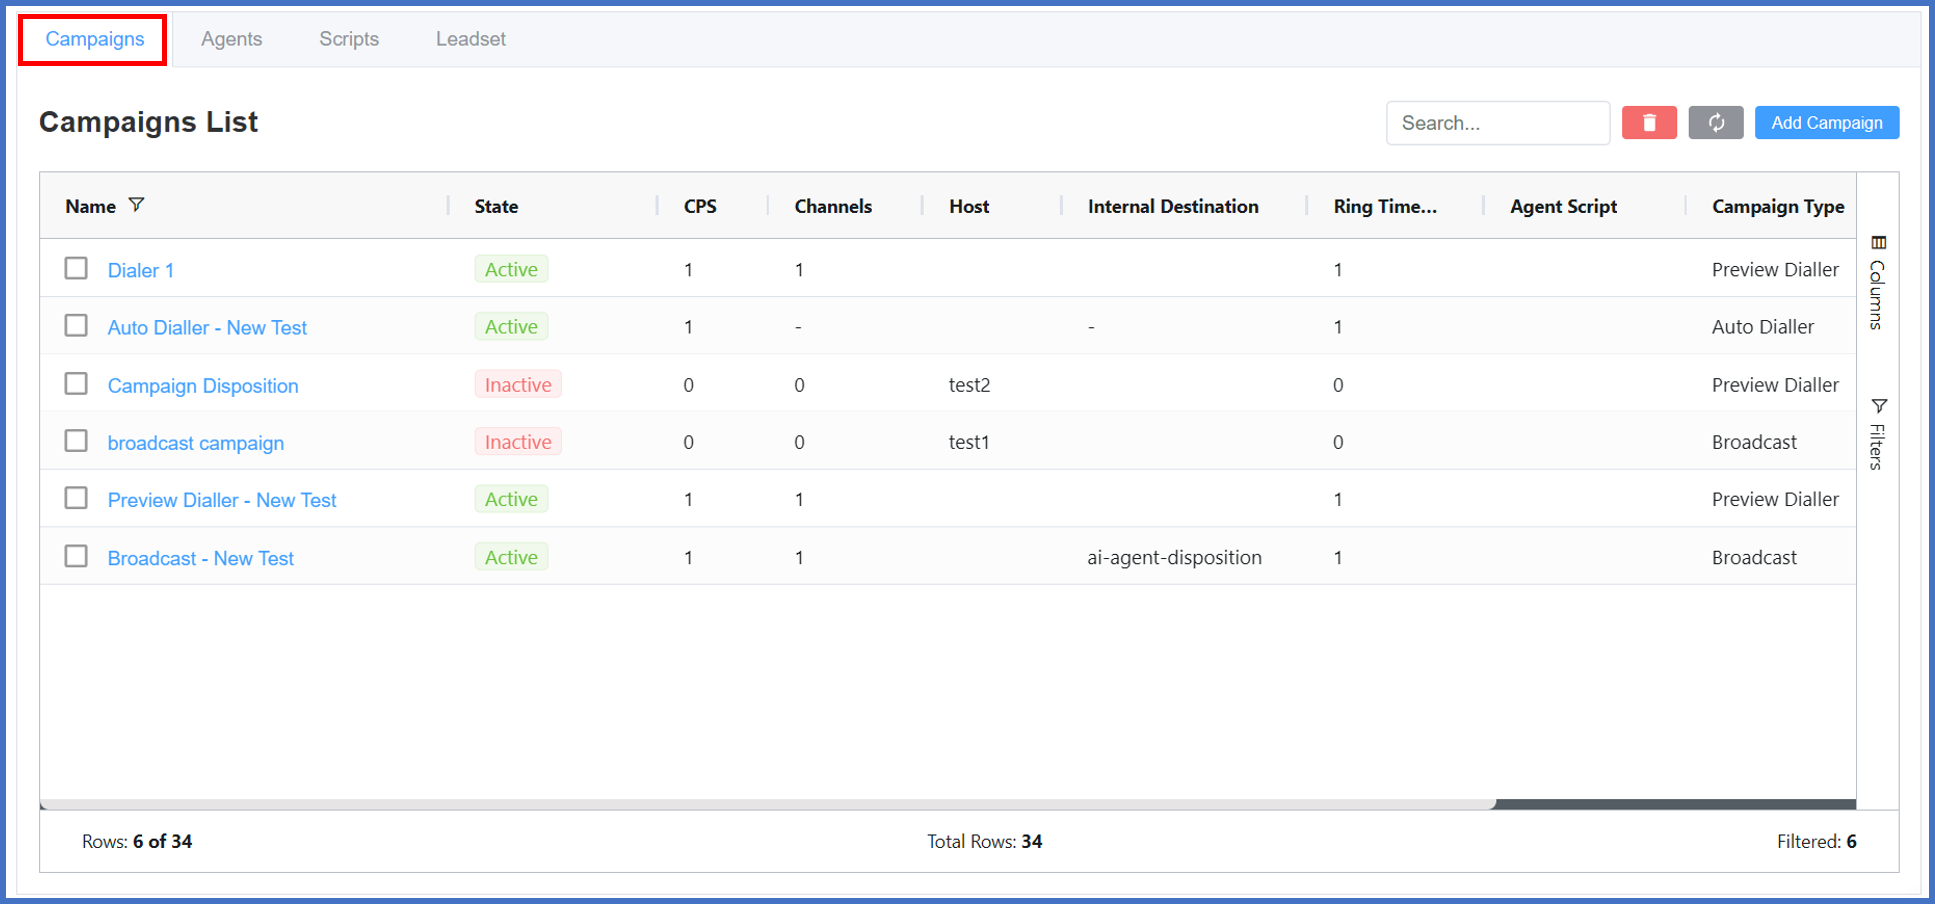 Campaigns Agents Scripts Leadset
Campaigns List Search... Add Campaign
Name State CPS Channels Host Internal Destination Ring Time... Agent Script Campaign Type
Dialer 1 Active 1 1 1 Preview Dialler
Auto Dialler - New Test Active 1 - - 1 Auto Dialler
Campaign Disposition Inactive 0 0 test2 0 Preview Dialler
broadcast campaign Inactive 0 0 test1 0 Broadcast
Preview Dialler - New Test Active 1 1 1 Preview Dialler
Broadcast - New Test Active 1 1 ai-agent-disposition 1 Broadcast
Columns
Filters
Rows: 6 of 34 Total Rows: 34 Filtered: 6